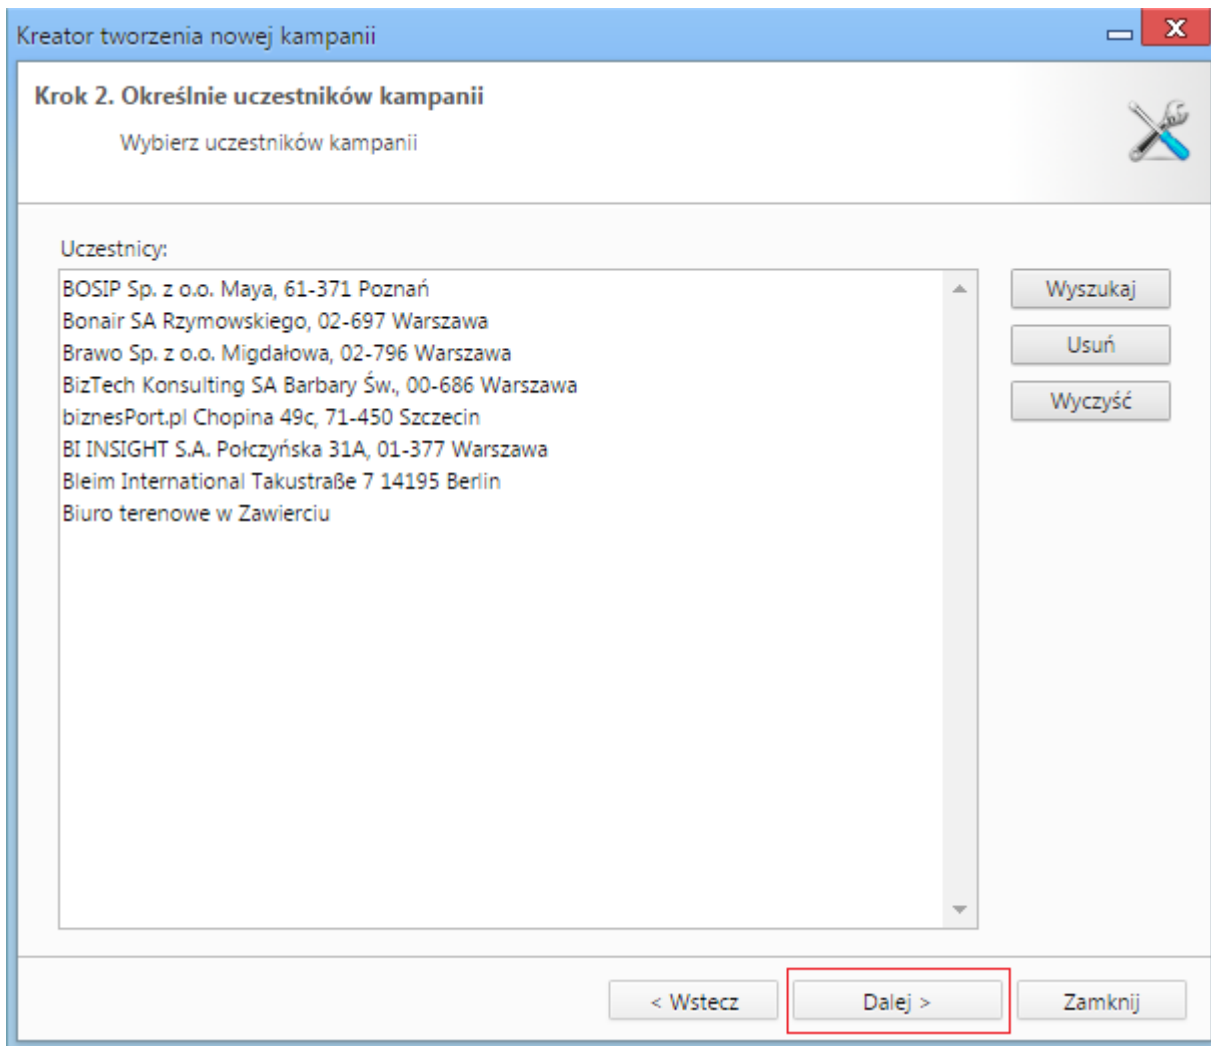 Kreator tworzenia nowej kampanii
Krok 2. Określnie uczestników kampanii
Wybierz uczestników kampanii
Uczestnicy:
BOSIP Sp. z o.o. Maya, 61-371 Poznań
Bonair SA Rzymowskiego, 02-697 Warszawa
Brawo Sp. z o.o. Migdałowa, 02-796 Warszawa
BizTech Konsulting SA Barbary Św., 00-686 Warszawa
biznesPort.pl Chopina 49c, 71-450 Szczecin
BI INSIGHT S.A. Połczyńska 31A, 01-377 Warszawa
Bleim International Takustraße 7 14195 Berlin
Biuro terenowe w Zawierciu
Wyszukaj
Usuń
Wyczyść
< Wstecz
Dalej >
Zamknij